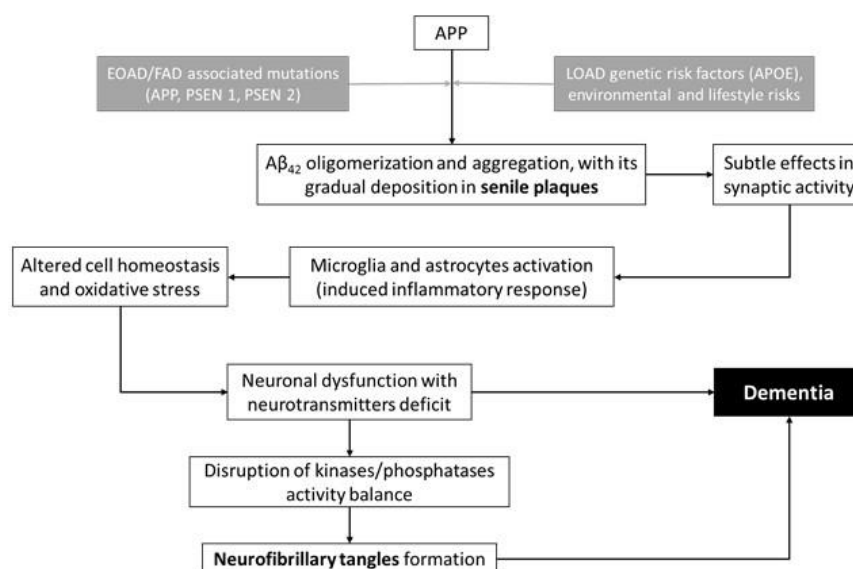 APP
EOAD/FAD associated mutations
(APP, PSEN 1, PSEN 2)
LOAD genetic risk factors (APOE),
environmental and lifestyle risks
Aβ₄₂ oligomerization and aggregation, with its
gradual deposition in senile plaques
Subtle effects in
synaptic activity
Altered cell homeostasis
and oxidative stress
Microglia and astrocytes activation
(induced inflammatory response)
Neuronal dysfunction with
neurotransmitters deficit
Dementia
Disruption of kinases/phosphatases
activity balance
Neurofibrillary tangles formation